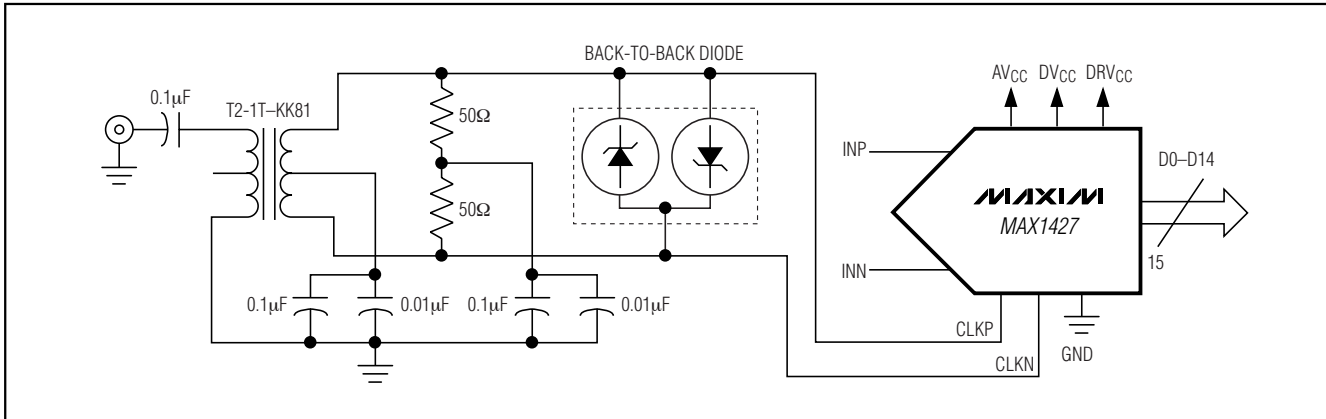 BACK-TO-BACK DIODE
AVCC DVCC DRVCC
0.1µF
T2-1T–KK81
50Ω
50Ω
INP
INN
D0–D14
MAXIM
MAX1427
15
0.1µF 0.01µF 0.1µF 0.01µF
CLKP
CLKN
GND